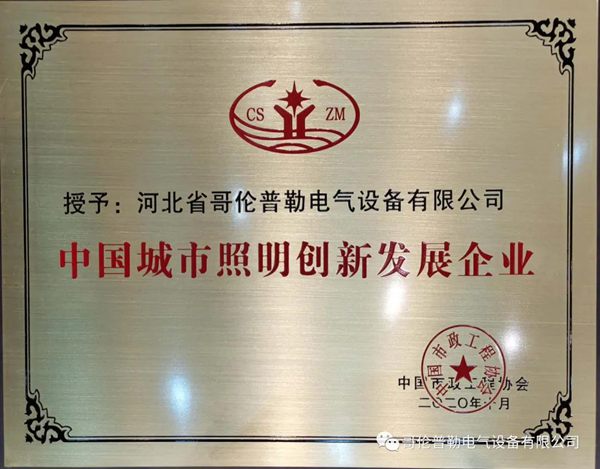 CS ZM
授予：河北省哥伦普勒电气设备有限公司
中国城市照明创新发展企业
中国市政工程协会
中国市政工程协会
二〇二〇年十月
哥伦普勒电气设备有限公司